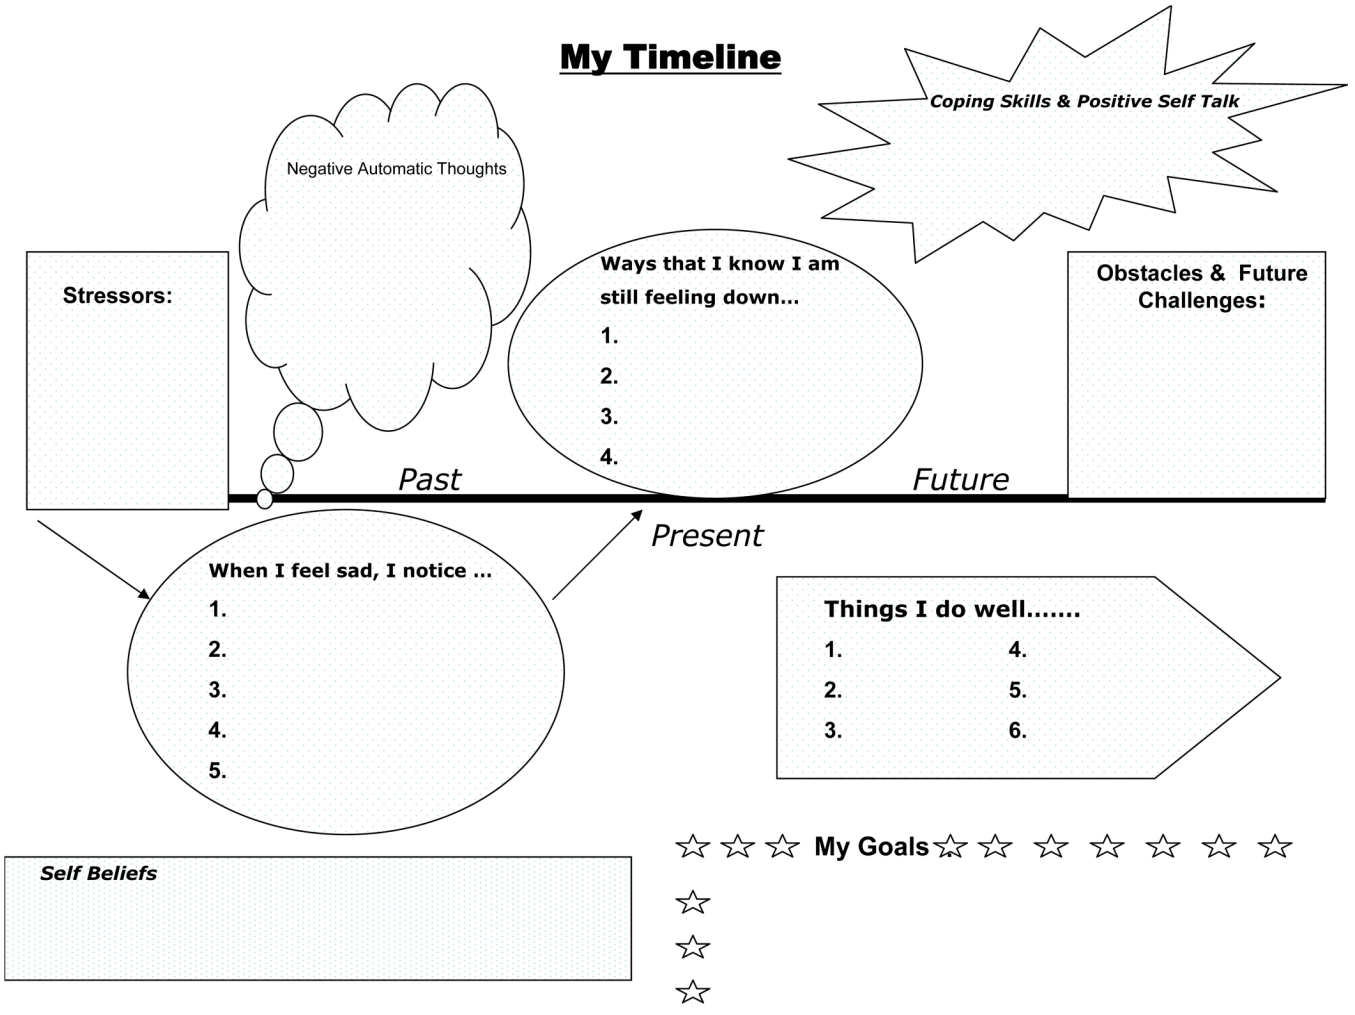 My Timeline
Coping Skills & Positive Self Talk
Negative Automatic Thoughts
Stressors:
Ways that I know I am
still feeling down...
1.
2.
3.
4.
Obstacles &  Future
Challenges:
Past
Future
Present
When I feel sad, I notice ...
1.
2.
3.
4.
5.
Things I do well.......
1. 4.
2. 5.
3. 6.
My Goals.
Self Beliefs